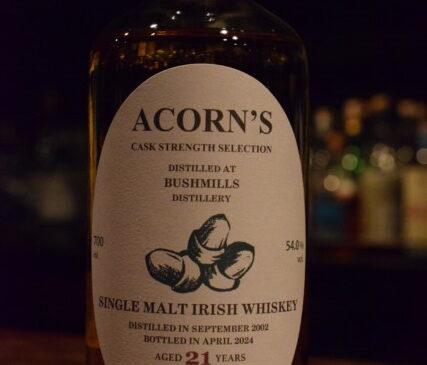 ACORN'S
CASK STRENGTH SELECTION
DISTILLED AT
BUSHMILLS
DISTILLERY
700 54.0%
vol
SINGLE MALT IRISH WHISKEY
DISTILLED IN SEPTEMBER 2002
BOTTLED IN APRIL 2024
AGED 21 YEARS